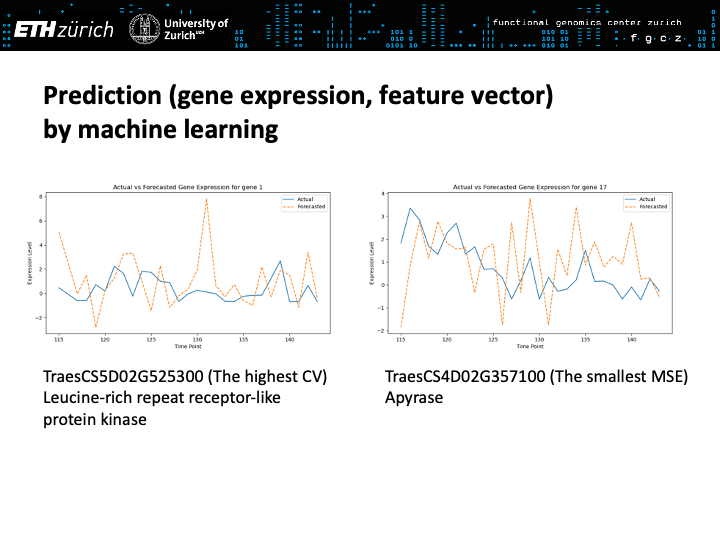 ETH zürich
University of
Zurich UZH
functional genomics center zurich
f·g·c·z·
Prediction (gene expression, feature vector)
by machine learning
Actual vs Forecasted Gene Expression for gene 1
Actual
Forecasted
Expression Level
8
6
4
2
0
−2
115
120
125
130
135
140
Time Point
Actual vs Forecasted Gene Expression for gene 17
Actual
Forecasted
Expression Level
4
3
2
1
0
−1
−2
115
120
125
130
135
140
Time Point
TraesCS5D02G525300 (The highest CV)
Leucine-rich repeat receptor-like
protein kinase
TraesCS4D02G357100 (The smallest MSE)
Apyrase